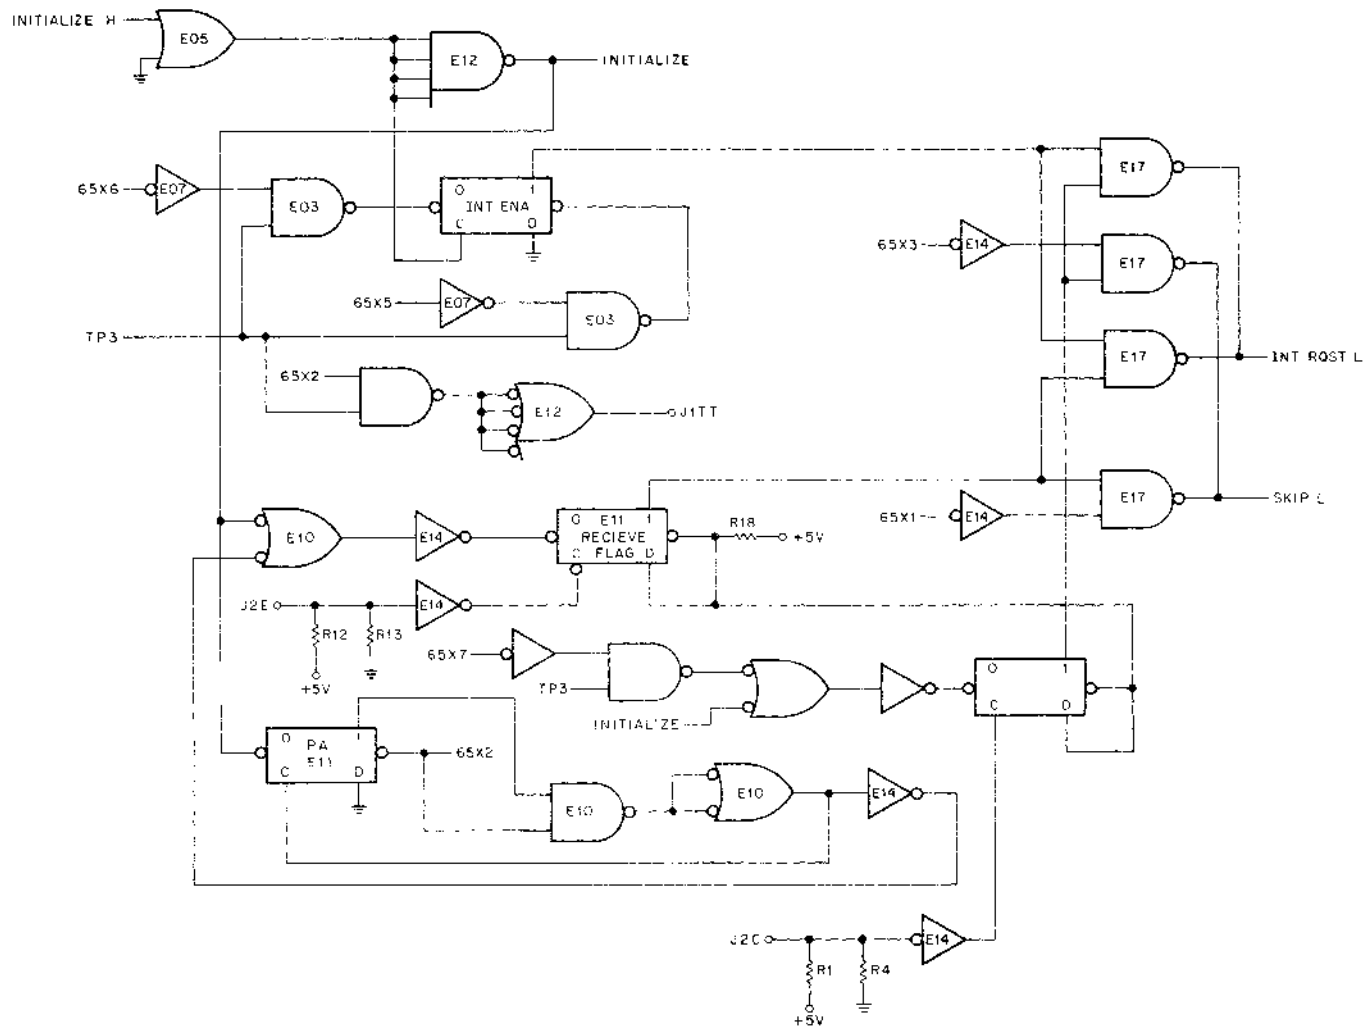 INITIALIZE H
E05
E12
INITIALIZE
65X6
E07
E03
0 1
INT ENA
C 0
E17
65X3
E14
E17
65X5
E07
E03
TP3
E17
INT RQST L
65X2
E12
J1TT
E17
SKIP L
65X1
E14
E10
E14
0 E11 1
RECIEVE
C FLAG D
R18
+5V
J2E
E14
R12
R13
+5V
65X7
TP3
INITIALIZE
0 1
C D
0 PA 1
E11
C D
65X2
E10
E10
E14
J2C
E14
R1
R4
+5V